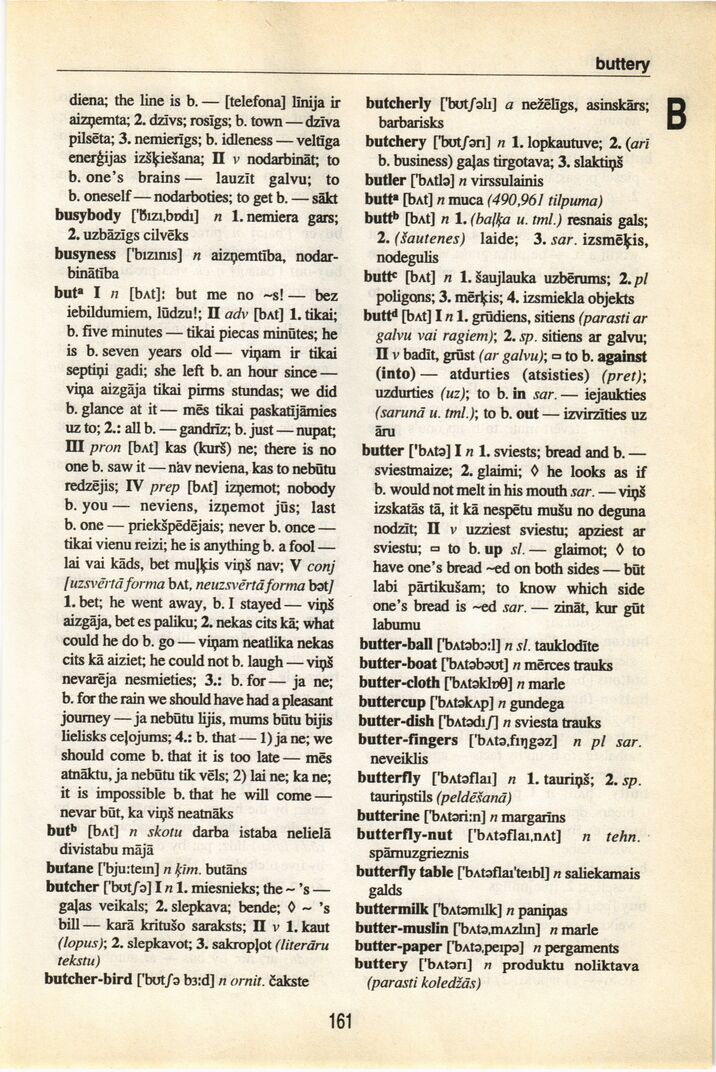 buttery
B
diena; the line is b. — [telefona] līnija ir
aizņemta; 2. dzīvs; rosīgs; b. town — dzīva
pilsēta; 3. nemierīgs; b. idleness — veltīga
enerģijas izšķiešana; II v nodarbināt; to
b. one's brains — lauzīt galvu; to
b. oneself — nodarboties; to get b. — sākt
busybody ['bɪzɪ,bɒdɪ] n 1. nemiera gars;
2. uzbāzīgs cilvēks
busyness ['bɪzɪnɪs] n aizņemtība, nodar-
binātība
butᵃ I n [bʌt]: but me no ~s! — bez
iebildumiem, lūdzu!; II adv [bʌt] 1. tikai;
b. five minutes — tikai piecas minūtes; he
is b. seven years old — viņam ir tikai
septiņi gadi; she left b. an hour since —
viņa aizgāja tikai pirms stundas; we did
b. glance at it — mēs tikai paskatījāmies
uz to; 2.: all b. — gandrīz; b. just — nupat;
III pron [bʌt] kas (kurš) ne; there is no
one b. saw it — nav neviena, kas to nebūtu
redzējis; IV prep [bʌt] izņemot; nobody
b. you — neviens, izņemot jūs; last
b. one — priekšpēdējais; never b. once —
tikai vienu reizi; he is anything b. a fool —
lai vai kāds, bet muļķis viņš nav; V conj
[uzsvērtā forma bʌt, neuzsvērtā forma bət]
1. bet; he went away, b. I stayed — viņš
aizgāja, bet es paliku; 2. nekas cits kā; what
could he do b. go — viņam neatlika nekas
cits kā aiziet; he could not b. laugh — viņš
nevarēja nesmieties; 3.: b. for — ja ne;
b. for the rain we should have had a pleasant
journey — ja nebūtu lijis, mums būtu bijis
lielisks ceļojums; 4.: b. that — 1) ja ne; we
should come b. that it is too late — mēs
atnāktu, ja nebūtu tik vēls; 2) lai ne; ka ne;
it is impossible b. that he will come —
nevar būt, ka viņš neatnāks
butᵇ [bʌt] n skotu darba istaba nelielā
divistabu mājā
butane ['bju:teɪn] n ķīm. butāns
butcher ['bʊtʃə] I n 1. miesnieks; the ~ 's —
gaļas veikals; 2. slepkava; bende; ◊ ~ 's
bill — karā kritušo saraksts; II v 1. kaut
(lopus); 2. slepkavot; 3. sakropļot (literāru
tekstu)
butcher-bird ['bʊtʃə bɜ:d] n ornit. čakste
butcherly ['bʊtʃəlɪ] a nežēlīgs, asinskārs;
barbarisks
butchery ['bʊtʃərɪ] n 1. lopkautuve; 2. (arī
b. business) gaļas tirgotava; 3. slaktiņš
butler ['bʌtlə] n virssulainis
buttᵃ [bʌt] n muca (490,961 tilpuma)
buttᵇ [bʌt] n 1. (baļķa u. tml.) resnais gals;
2. (šautenes) laide; 3. sar. izsmēķis,
nodegulis
buttᶜ [bʌt] n 1. šaujlauka uzbērums; 2. pl
poligons; 3. mērķis; 4. izsmiekla objekts
buttᵈ [bʌt] I n 1. grūdiens, sitiens (parasti ar
galvu vai ragiem); 2. sp. sitiens ar galvu;
II v badīt, grūst (ar galvu); ▭ to b. against
(into) — atdurties (atsisties) (pret);
uzdurties (uz); to b. in sar. — iejaukties
(sarunā u. tml.); to b. out — izvirzīties uz
āru
butter ['bʌtə] I n 1. sviests; bread and b. —
sviestmaize; 2. glaimi; ◊ he looks as if
b. would not melt in his mouth sar. — viņš
izskatās tā, it kā nespētu mušu no deguna
nodzīt; II v uzziest sviestu; apziest ar
sviestu; ▭ to b. up sl. — glaimot; ◊ to
have one's bread ~ed on both sides — būt
labi pārtikušam; to know which side
one's bread is ~ed sar. — zināt, kur gūt
labumu
butter-ball ['bʌtəbɔ:l] n sl. tauklodīte
butter-boat ['bʌtəbəʊt] n mērces trauks
butter-cloth ['bʌtəklɒθ] n marle
buttercup ['bʌtəkʌp] n gundega
butter-dish ['bʌtədɪʃ] n sviesta trauks
butter-fingers ['bʌtə,fɪŋgəz] n pl sar.
neveiklis
butterfly ['bʌtəflaɪ] n 1. tauriņš; 2. sp.
tauriņstils (peldēšanā)
butterine ['bʌtəri:n] n margarīns
butterfly-nut ['bʌtəflaɪ,nʌt] n tehn.
spārnuzgrieznis
butterfly table ['bʌtəflaɪ'teɪbl] n saliekamais
galds
buttermilk ['bʌtəmɪlk] n paniņas
butter-muslin ['bʌtə,mʌzlɪn] n marle
butter-paper ['bʌtə,peɪpə] n pergaments
buttery ['bʌtərɪ] n produktu noliktava
(parasti koledžās)
161